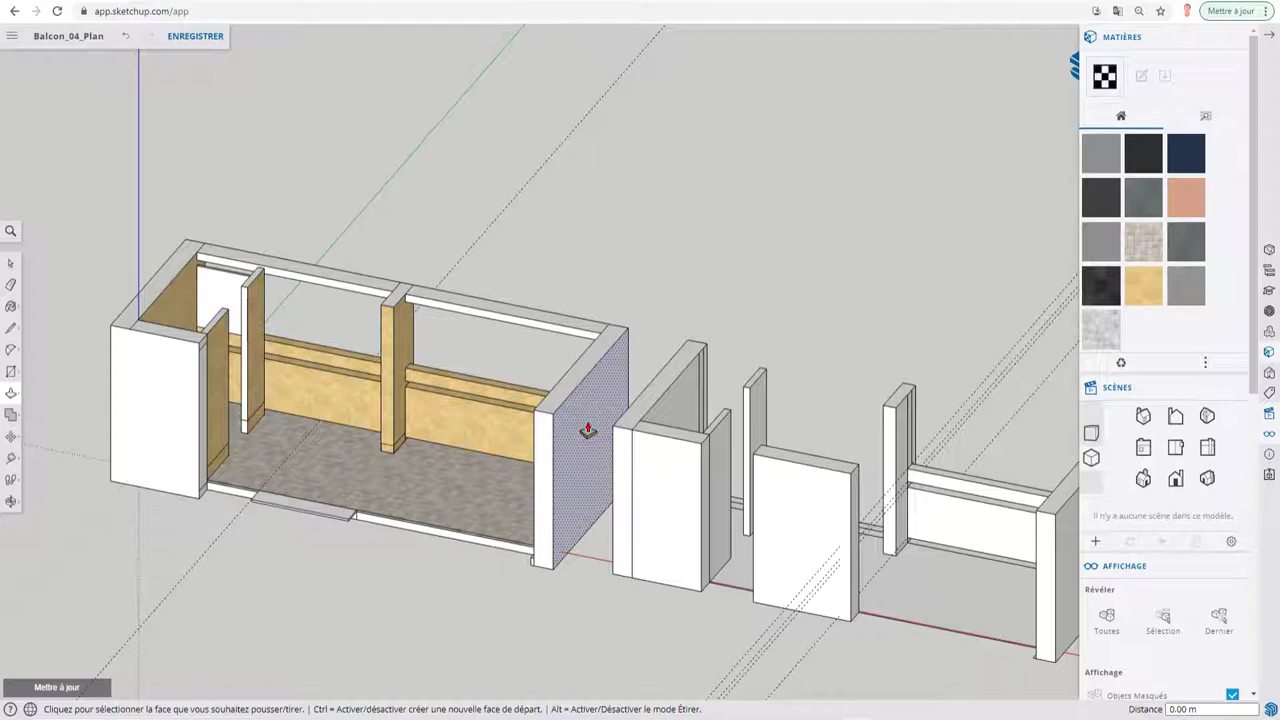 app.sketchup.com/app
Mettre à jour
Balcon_04_Plan
ENREGISTRER
MATIÈRES
SCÈNES
Il n'y a aucune scène dans ce modèle.
AFFICHAGE
Révéler
Toutes
Sélection
Dernier
Affichage
Objets Masqués
Mettre à jour
Cliquez pour sélectionner la face que vous souhaitez pousser/tirer. | Ctrl = Activer/désactiver créer une nouvelle face de départ. | Alt = Activer/Désactiver le mode Étirer.
Distance 0.00 m